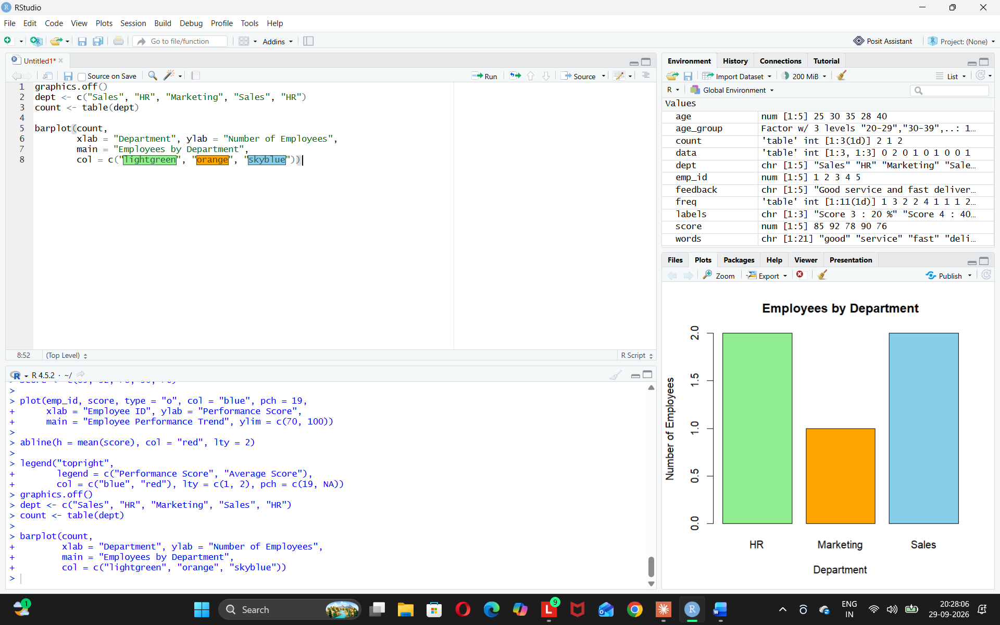 RStudio
File Edit Code View Plots Session Build Debug Profile Tools Help
Go to file/function Addins Posit Assistant Project: (None)
Untitled1*
Source on Save Run Source
1 graphics.off()
2 dept <- c("Sales", "HR", "Marketing", "Sales", "HR")
3 count <- table(dept)
4
5 barplot(count,
6 xlab = "Department", ylab = "Number of Employees",
7 main = "Employees by Department",
8 col = c("lightgreen", "orange", "skyblue"))
8:52 (Top Level) R Script
R 4.5.2 · ~/
>
> plot(emp_id, score, type = "o", col = "blue", pch = 19,
+ xlab = "Employee ID", ylab = "Performance Score",
+ main = "Employee Performance Trend", ylim = c(70, 100))
>
> abline(h = mean(score), col = "red", lty = 2)
>
> legend("topright",
+ legend = c("Performance Score", "Average Score"),
+ col = c("blue", "red"), lty = c(1, 2), pch = c(19, NA))
> graphics.off()
> dept <- c("Sales", "HR", "Marketing", "Sales", "HR")
> count <- table(dept)
>
> barplot(count,
+ xlab = "Department", ylab = "Number of Employees",
+ main = "Employees by Department",
+ col = c("lightgreen", "orange", "skyblue"))
>
Environment History Connections Tutorial
Import Dataset 200 MiB List
R Global Environment
Values
age num [1:5] 25 30 35 28 40
age_group Factor w/ 3 levels "20-29","30-39",..: 1…
count 'table' int [1:3(1d)] 2 1 2
data 'table' int [1:3, 1:3] 0 2 0 1 0 1 0 0 1
dept chr [1:5] "Sales" "HR" "Marketing" "Sale…
emp_id num [1:5] 1 2 3 4 5
feedback chr [1:5] "Good service and fast deliver…
freq 'table' int [1:11(1d)] 1 3 2 2 4 1 1 1 2…
labels chr [1:3] "Score 3 : 20 %" "Score 4 : 40…
score num [1:5] 85 92 78 90 76
words chr [1:21] "good" "service" "fast" "deli…
Files Plots Packages Help Viewer Presentation
Zoom Export Publish
Employees by Department
Number of Employees
2.0
1.5
1.0
0.5
0.0
HR Marketing Sales
Department
1
Search
9
ENG
IN
20:28:06
29-09-2026